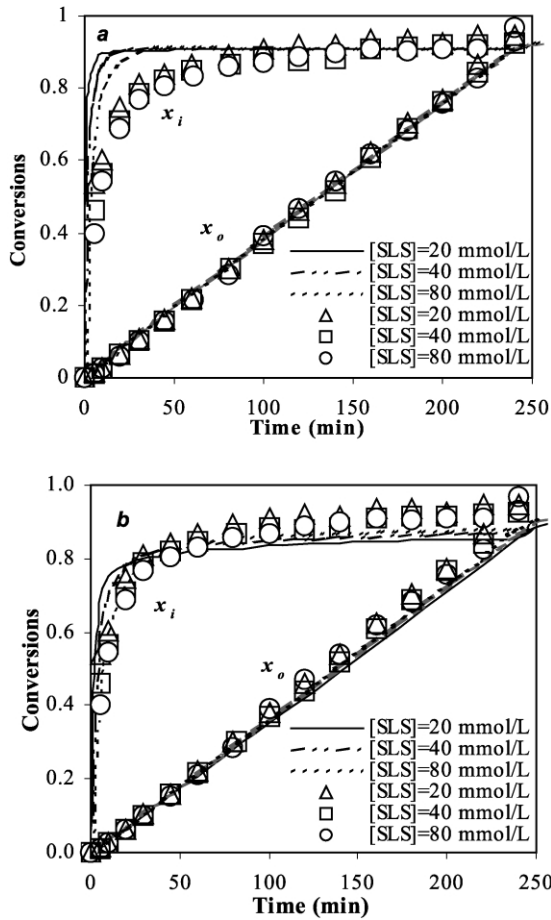 a
1
0.8
0.6
0.4
0.2
0
Conversions
x i
x o
[SLS]=20 mmol/L
[SLS]=40 mmol/L
[SLS]=80 mmol/L
[SLS]=20 mmol/L
[SLS]=40 mmol/L
[SLS]=80 mmol/L
0 50 100 150 200 250
Time (min)
b
1.0
0.8
0.6
0.4
0.2
0.0
Conversions
x i
x o
[SLS]=20 mmol/L
[SLS]=40 mmol/L
[SLS]=80 mmol/L
[SLS]=20 mmol/L
[SLS]=40 mmol/L
[SLS]=80 mmol/L
0 50 100 150 200 250
Time (min)